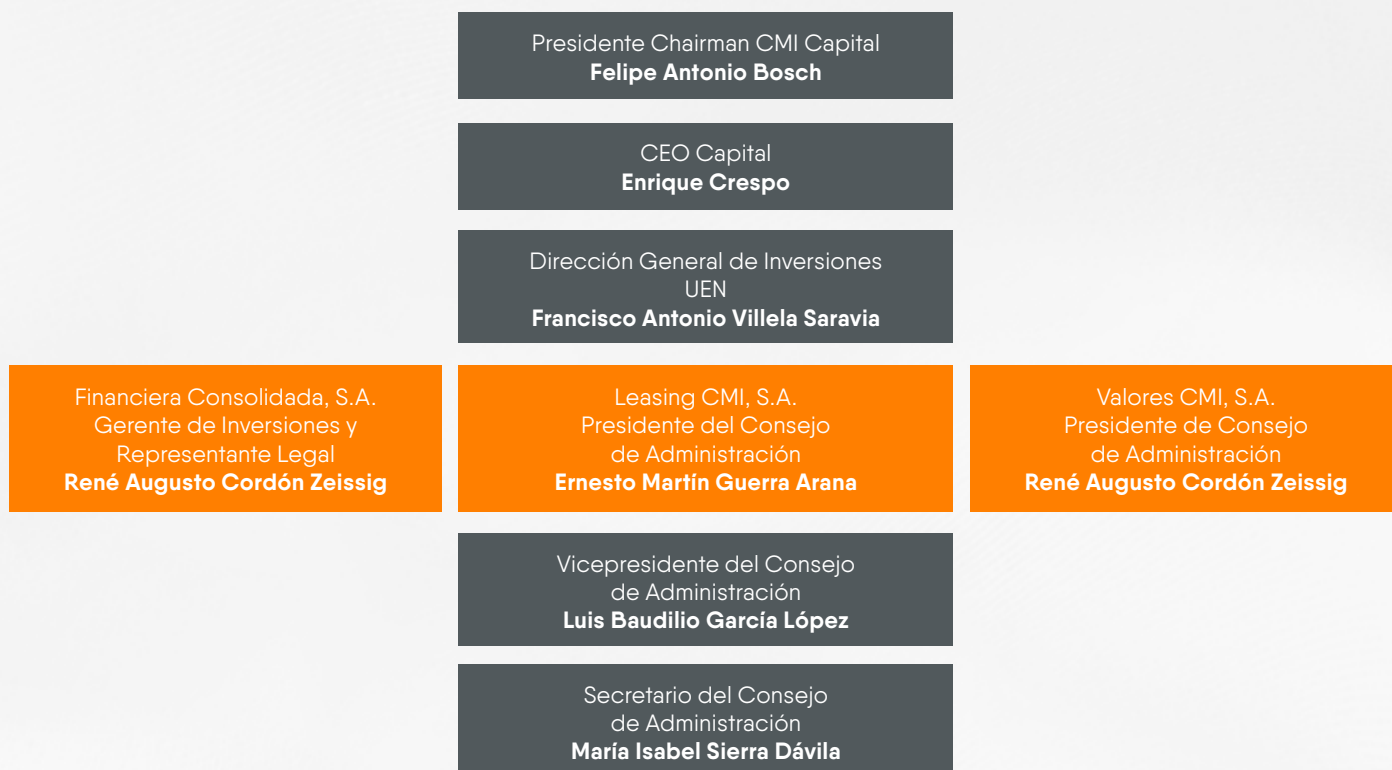 Presidente Chairman CMI Capital
Felipe Antonio Bosch
CEO Capital
Enrique Crespo
Dirección General de Inversiones
UEN
Francisco Antonio Villela Saravia
Financiera Consolidada, S.A.
Gerente de Inversiones y
Representante Legal
René Augusto Cordón Zeissig
Leasing CMI, S.A.
Presidente del Consejo
de Administración
Ernesto Martín Guerra Arana
Valores CMI, S.A.
Presidente de Consejo
de Administración
René Augusto Cordón Zeissig
Vicepresidente del Consejo
de Administración
Luis Baudilio García López
Secretario del Consejo
de Administración
María Isabel Sierra Dávila